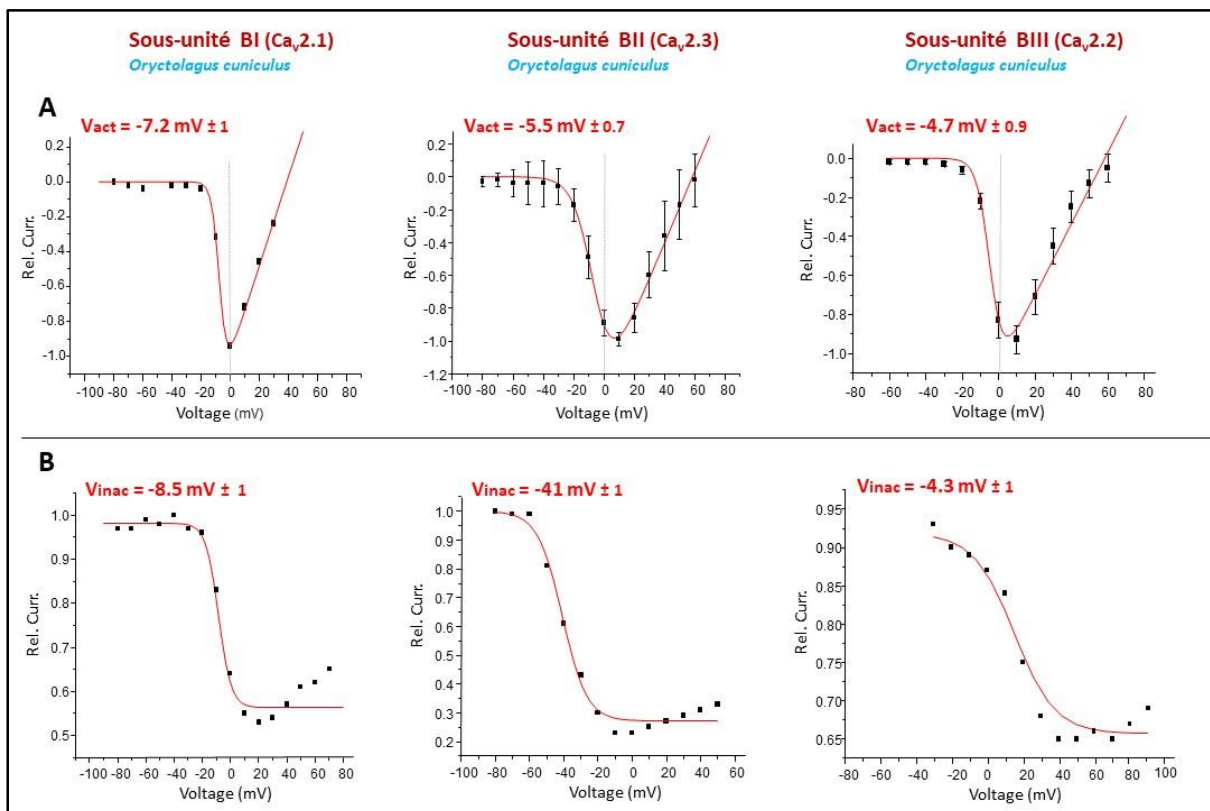 Sous-unité BI (Cav2.1)
Oryctolagus cuniculus
Sous-unité BII (Cav2.3)
Oryctolagus cuniculus
Sous-unité BIII (Cav2.2)
Oryctolagus cuniculus
A
Vact = -7.2 mV ± 1
0.2
0.0
-0.2
-0.4
-0.6
-0.8
-1.0
Rel. Curr.
-100 -80 -60 -40 -20 0 20 40 60 80
Voltage (mV)
Vact = -5.5 mV ± 0.7
0.2
0.0
-0.2
-0.4
-0.6
-0.8
-1.0
-1.2
Rel. Curr.
-100 -80 -60 -40 -20 0 20 40 60 80
Voltage (mV)
Vact = -4.7 mV ± 0.9
0.0
-0.2
-0.4
-0.6
-0.8
-1.0
Rel. Curr.
-80 -60 -40 -20 0 20 40 60 80
Voltage (mV)
B
Vinac = -8.5 mV ± 1
1.0
0.9
0.8
0.7
0.6
0.5
Rel. Curr.
-100 -80 -60 -40 -20 0 20 40 60 80
Voltage (mV)
Vinac = -41 mV ± 1
1.0
0.9
0.8
0.7
0.6
0.5
0.4
0.3
0.2
Rel. Curr.
-100 -80 -60 -40 -20 0 20 40 60
Voltage (mV)
Vinac = -4.3 mV ± 1
0.95
0.90
0.85
0.80
0.75
0.70
0.65
Rel. Curr.
-80 -60 -40 -20 0 20 40 60 80 100
Voltage (mV)